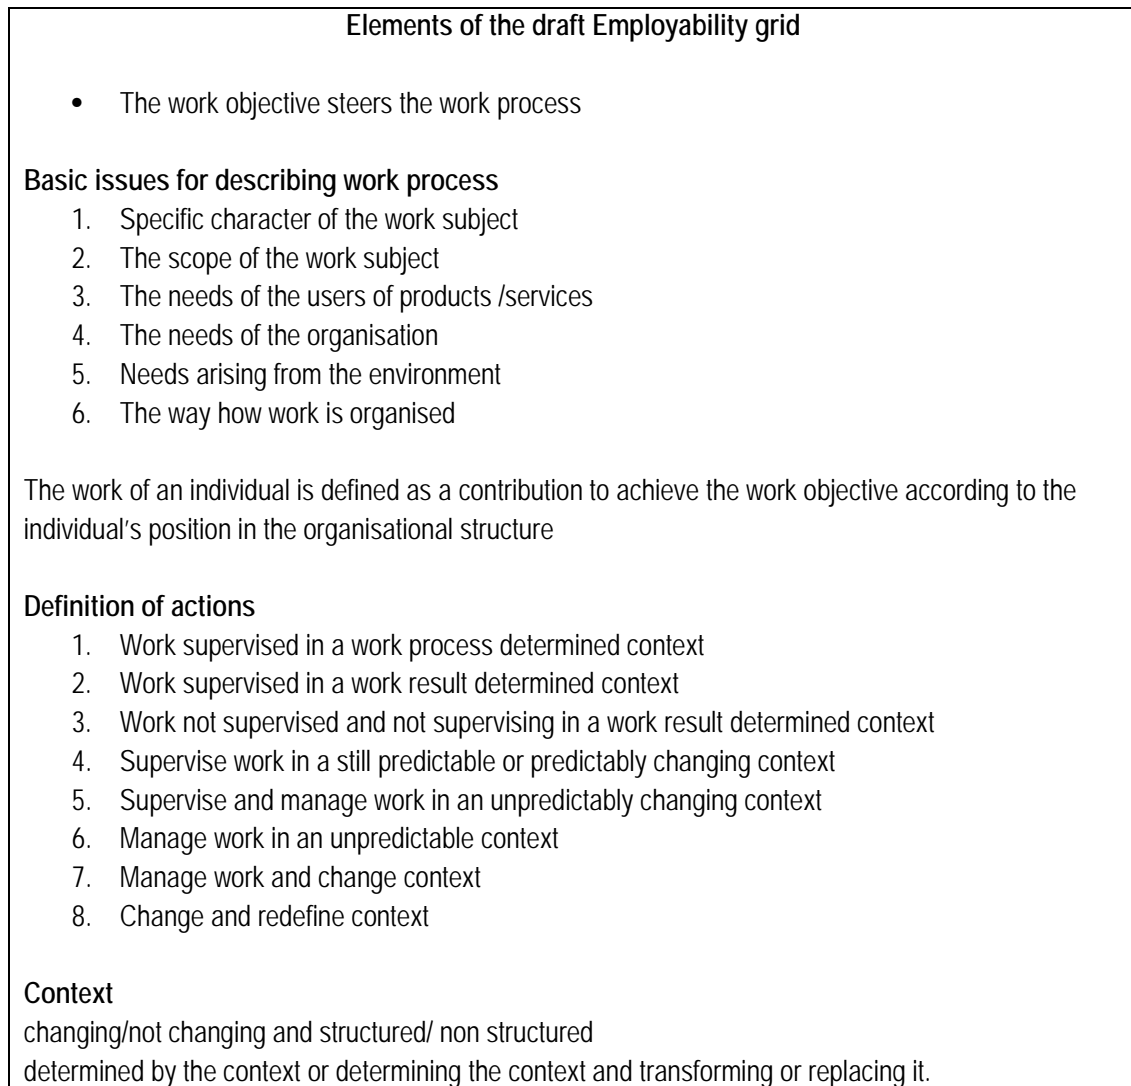 Elements of the draft Employability grid
• The work objective steers the work process
Basic issues for describing work process
1. Specific character of the work subject
2. The scope of the work subject
3. The needs of the users of products /services
4. The needs of the organisation
5. Needs arising from the environment
6. The way how work is organised
The work of an individual is defined as a contribution to achieve the work objective according to the
individual's position in the organisational structure
Definition of actions
1. Work supervised in a work process determined context
2. Work supervised in a work result determined context
3. Work not supervised and not supervising in a work result determined context
4. Supervise work in a still predictable or predictably changing context
5. Supervise and manage work in an unpredictably changing context
6. Manage work in an unpredictable context
7. Manage work and change context
8. Change and redefine context
Context
changing/not changing and structured/ non structured
determined by the context or determining the context and transforming or replacing it.